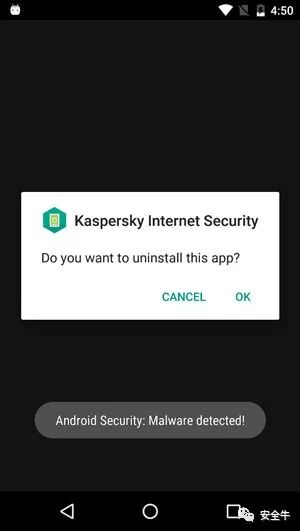 4:50
Kaspersky Internet Security
Do you want to uninstall this app?
CANCEL OK
Android Security: Malware detected!
安全牛